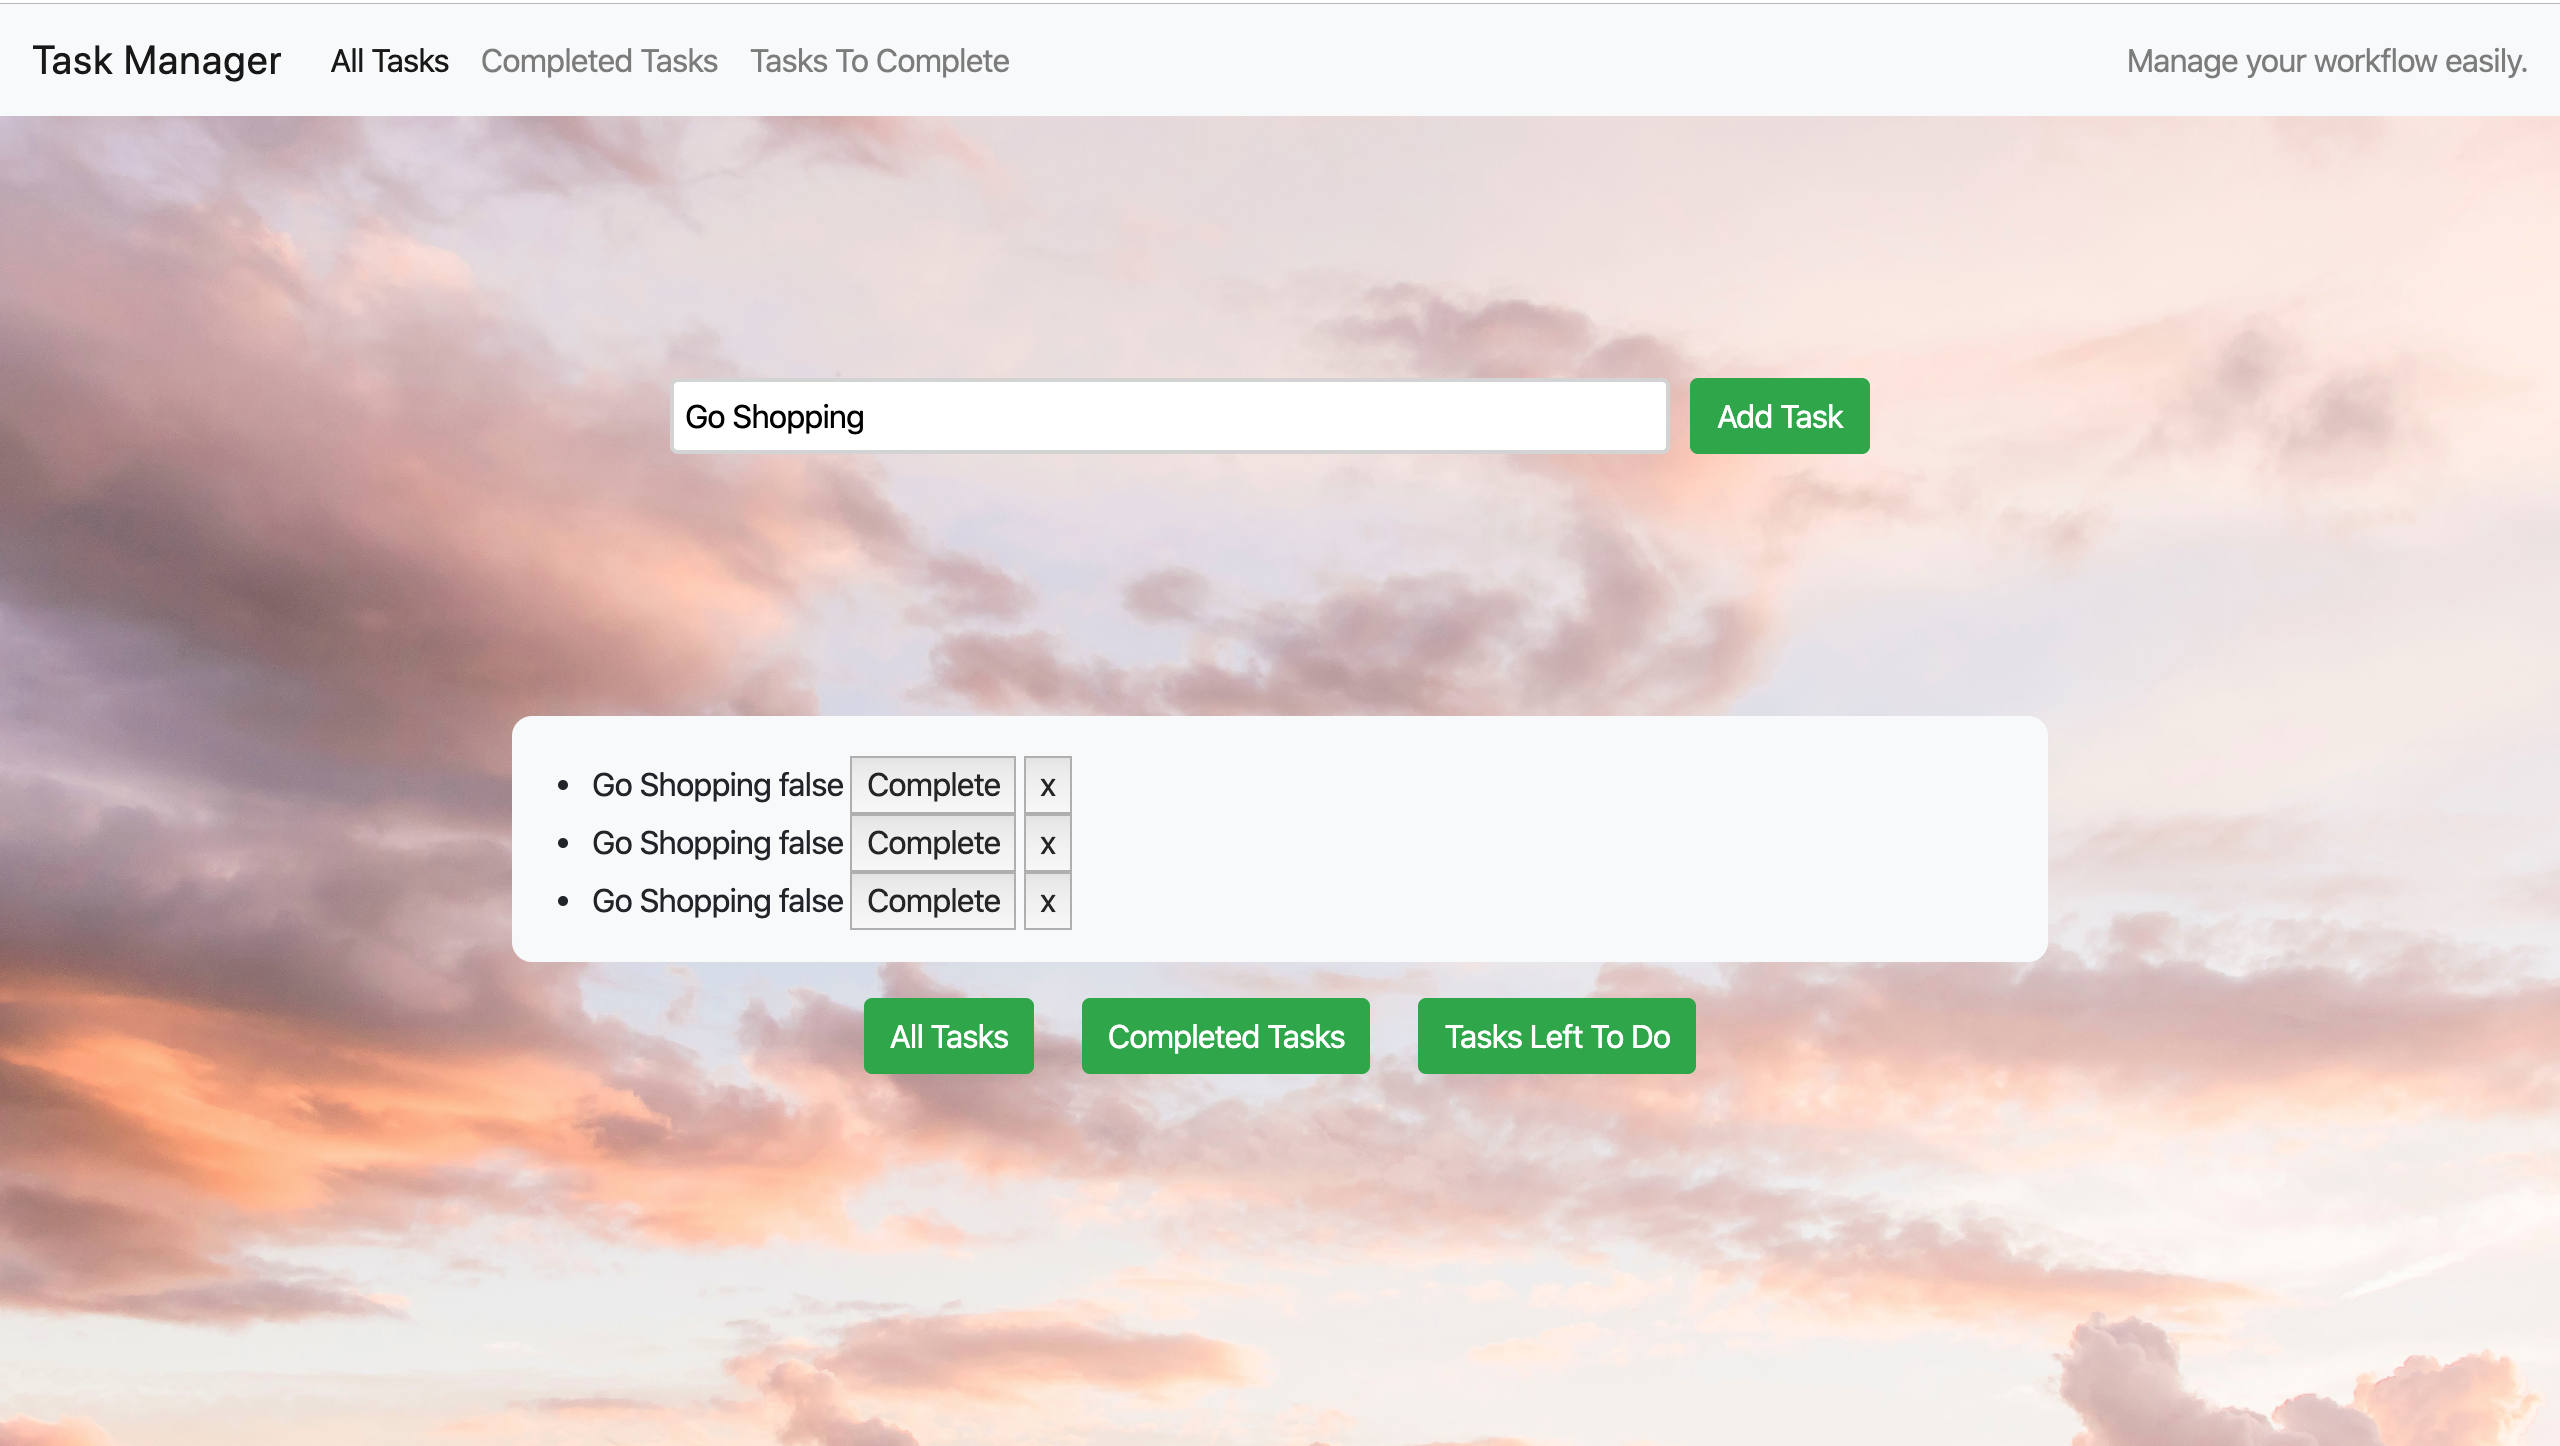 Task Manager All Tasks Completed Tasks Tasks To Complete Manage your workflow easily.
Go Shopping Add Task
Go Shopping false Complete x
Go Shopping false Complete x
Go Shopping false Complete x
All Tasks Completed Tasks Tasks Left To Do